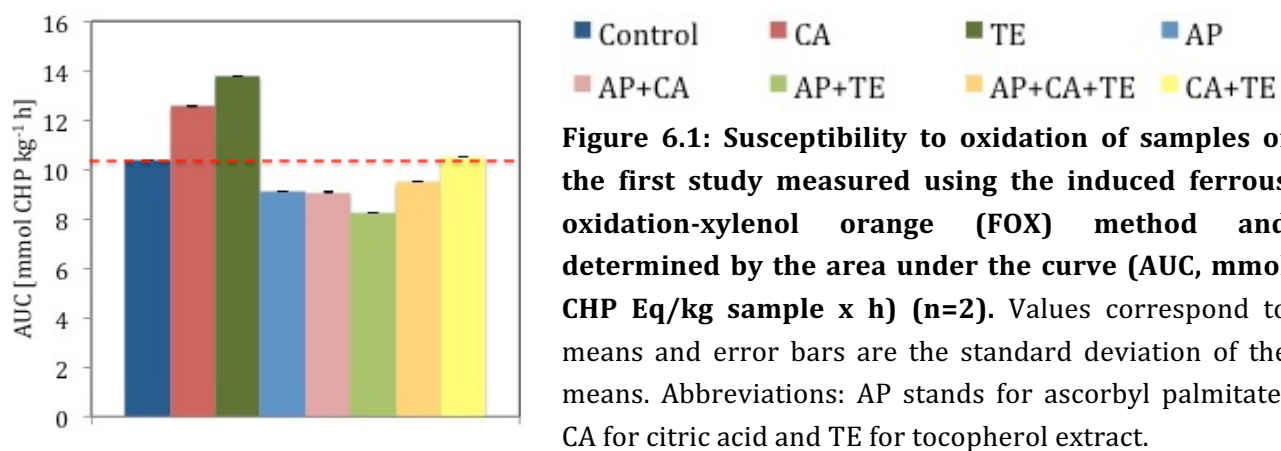 16
14
12
10
8
6
4
2
0
AUC [mmol CHP kg⁻¹ h]
Control CA TE AP
AP+CA AP+TE AP+CA+TE CA+TE
Figure 6.1: Susceptibility to oxidation of samples of
the first study measured using the induced ferrous
oxidation-xylenol orange (FOX) method and
determined by the area under the curve (AUC, mmol
CHP Eq/kg sample x h) (n=2). Values correspond to
means and error bars are the standard deviation of the
means. Abbreviations: AP stands for ascorbyl palmitate,
CA for citric acid and TE for tocopherol extract.